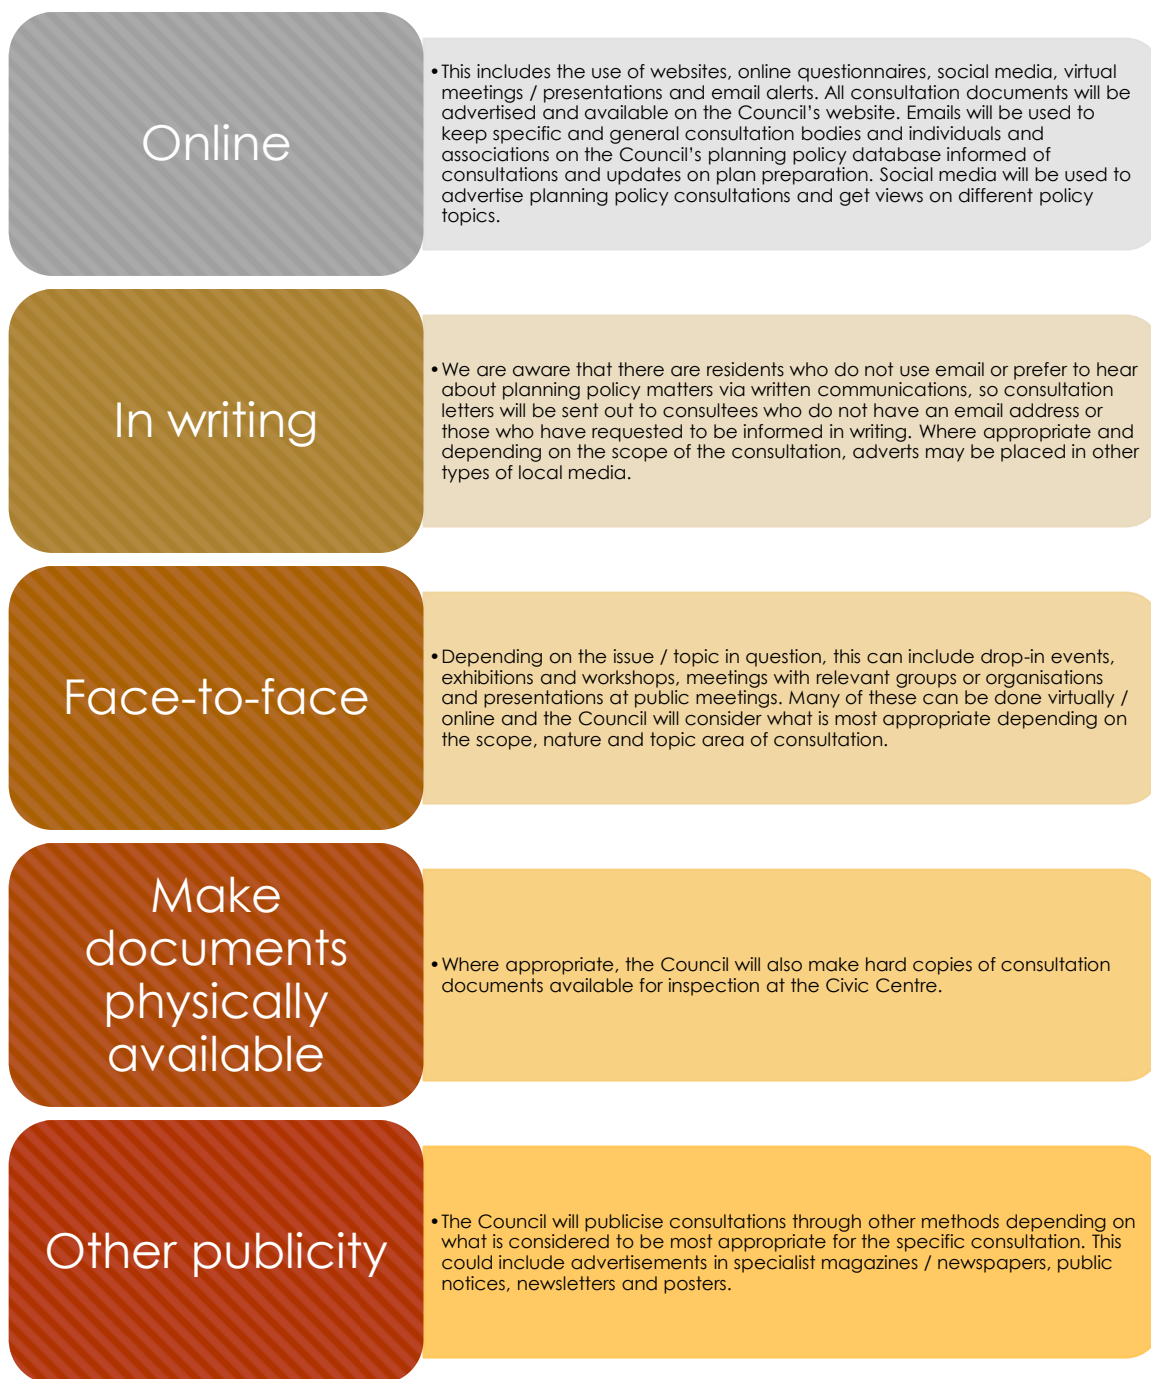 Online
• This includes the use of websites, online questionnaires, social media, virtual
meetings / presentations and email alerts. All consultation documents will be
advertised and available on the Council's website. Emails will be used to
keep specific and general consultation bodies and individuals and
associations on the Council's planning policy database informed of
consultations and updates on plan preparation. Social media will be used to
advertise planning policy consultations and get views on different policy
topics.
In writing
• We are aware that there are residents who do not use email or prefer to hear
about planning policy matters via written communications, so consultation
letters will be sent out to consultees who do not have an email address or
those who have requested to be informed in writing. Where appropriate and
depending on the scope of the consultation, adverts may be placed in other
types of local media.
Face-to-face
• Depending on the issue / topic in question, this can include drop-in events,
exhibitions and workshops, meetings with relevant groups or organisations
and presentations at public meetings. Many of these can be done virtually /
online and the Council will consider what is most appropriate depending on
the scope, nature and topic area of consultation.
Make
documents
physically
available
• Where appropriate, the Council will also make hard copies of consultation
documents available for inspection at the Civic Centre.
Other publicity
• The Council will publicise consultations through other methods depending on
what is considered to be most appropriate for the specific consultation. This
could include advertisements in specialist magazines / newspapers, public
notices, newsletters and posters.